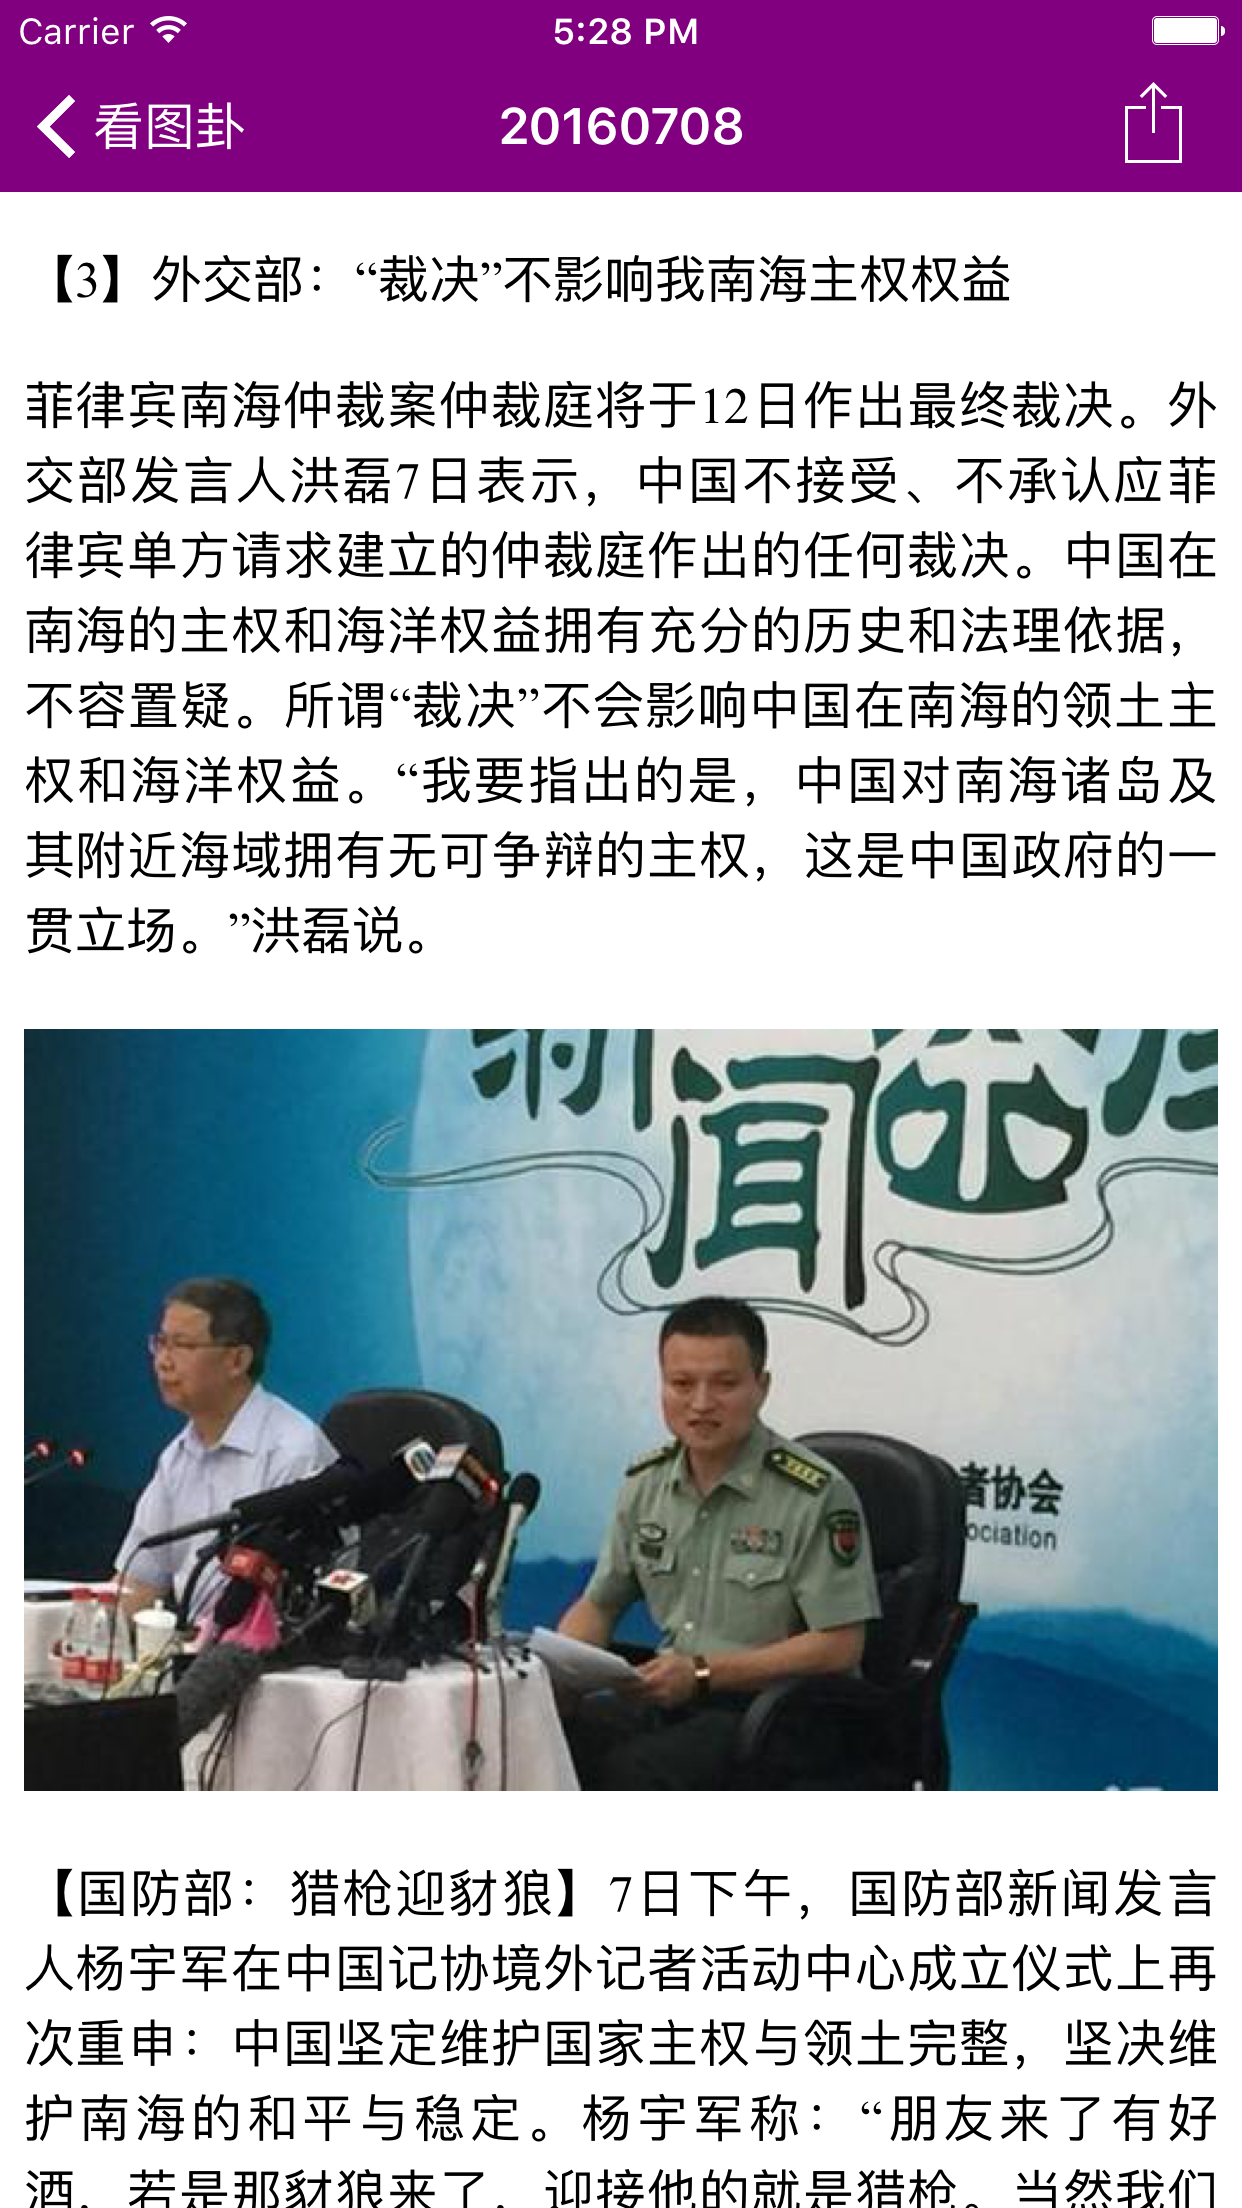 Carrier
5:28 PM
看图卦
20160708
【3】外交部：“裁决”不影响我南海主权权益
菲律宾南海仲裁案仲裁庭将于12日作出最终裁决。外
交部发言人洪磊7日表示，中国不接受、不承认应菲
律宾单方请求建立的仲裁庭作出的任何裁决。中国在
南海的主权和海洋权益拥有充分的历史和法理依据，
不容置疑。所谓“裁决”不会影响中国在南海的领土主
权和海洋权益。“我要指出的是，中国对南海诸岛及
其附近海域拥有无可争辩的主权，这是中国政府的一
贯立场。”洪磊说。
新闻茶座
者协会
ociation
【国防部：猎枪迎豺狼】7日下午，国防部新闻发言
人杨宇军在中国记协境外记者活动中心成立仪式上再
次重申：中国坚定维护国家主权与领土完整，坚决维
护南海的和平与稳定。杨宇军称：“朋友来了有好
酒，若是那豺狼来了，迎接他的就是猎枪。当然我们